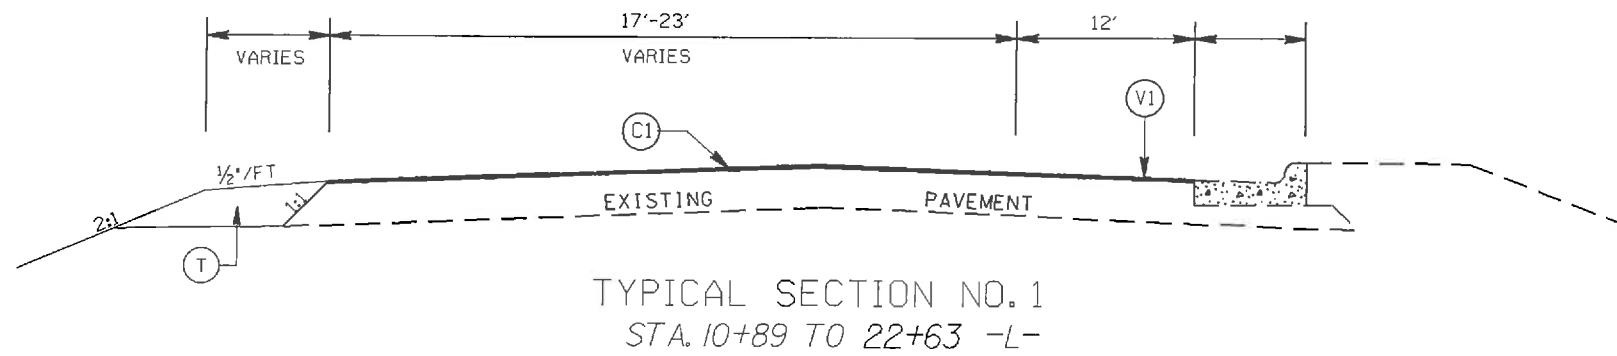 17'-23' 12'
VARIES VARIES
V1
C1
1/2"/FT
1:1 EXISTING PAVEMENT
2:1
T
TYPICAL SECTION NO. 1
STA. 10+89 TO 22+63 -L-